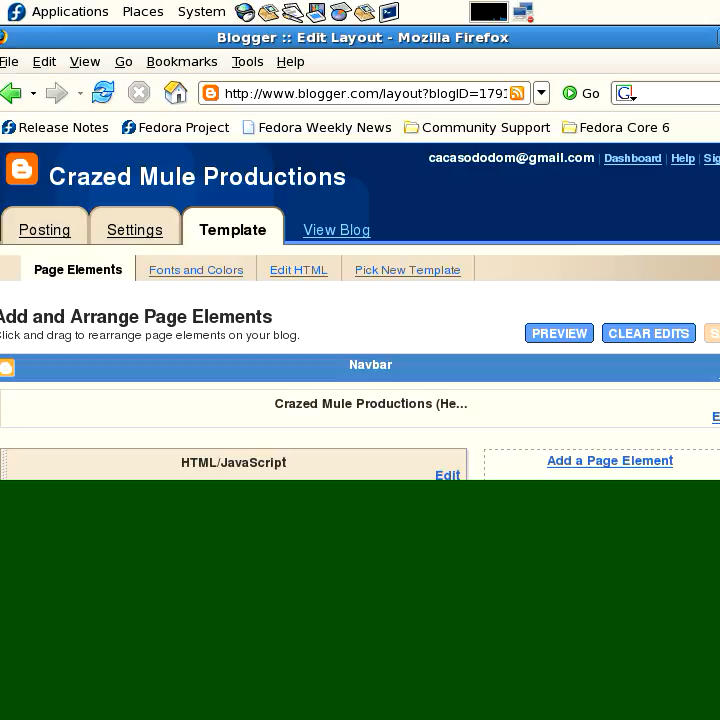 Applications Places System
Blogger :: Edit Layout - Mozilla Firefox
File Edit View Go Bookmarks Tools Help
http://www.blogger.com/layout?blogID=179 Go G
Release Notes Fedora Project Fedora Weekly News Community Support Fedora Core 6
cacasododom@gmail.com | Dashboard | Help | Sig
Crazed Mule Productions
Posting Settings Template View Blog
Page Elements Fonts and Colors Edit HTML Pick New Template
Add and Arrange Page Elements
Click and drag to rearrange page elements on your blog.
PREVIEW CLEAR EDITS S
Navbar
Crazed Mule Productions (He...
E
HTML/JavaScript
Add a Page Element
Edit